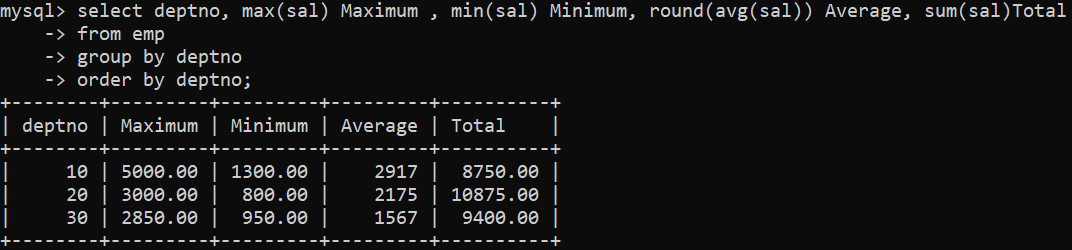 mysql> select deptno, max(sal) Maximum , min(sal) Minimum, round(avg(sal)) Average, sum(sal)Total
    -> from emp
    -> group by deptno
    -> order by deptno;
+--------+---------+---------+---------+----------+
| deptno | Maximum | Minimum | Average | Total    |
+--------+---------+---------+---------+----------+
|     10 | 5000.00 | 1300.00 |    2917 |  8750.00 |
|     20 | 3000.00 |  800.00 |    2175 | 10875.00 |
|     30 | 2850.00 |  950.00 |    1567 |  9400.00 |
+--------+---------+---------+---------+----------+